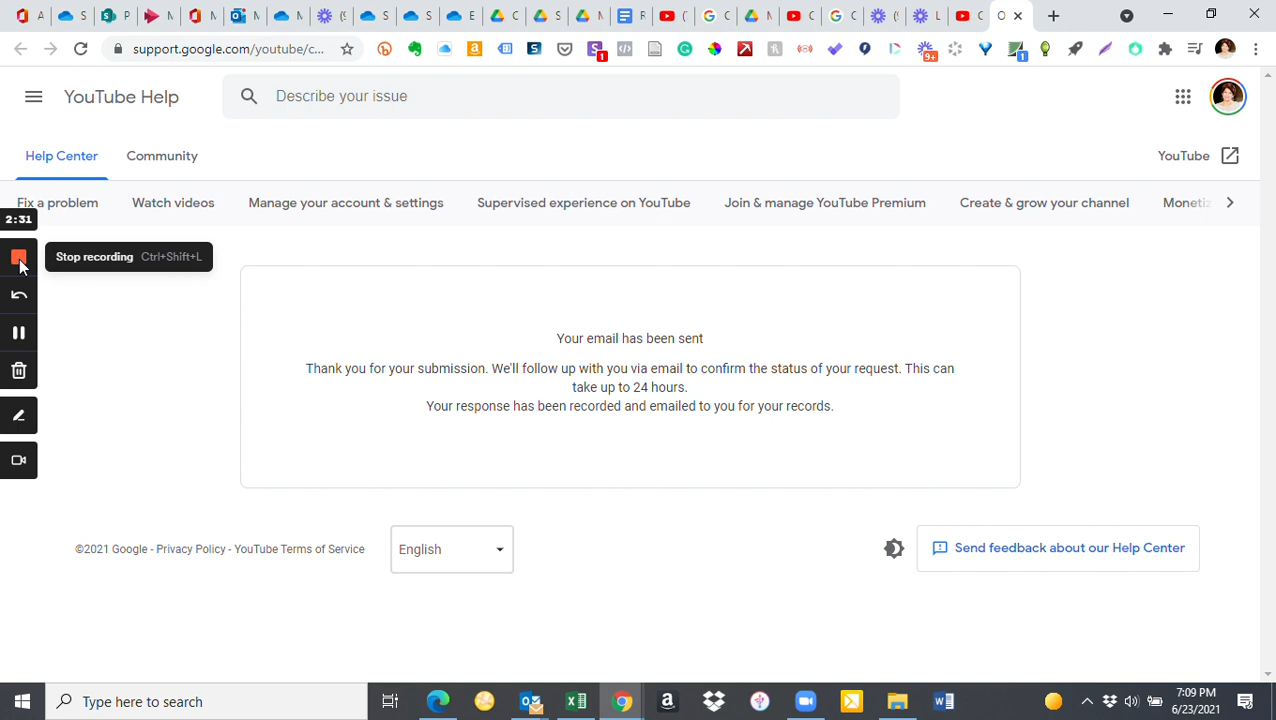 support.google.com/youtube/c...
1
9+
1
YouTube Help
Describe your issue
Help Center
Community
YouTube
Fix a problem
Watch videos
Manage your account & settings
Supervised experience on YouTube
Join & manage YouTube Premium
Create & grow your channel
2:31
Stop recording Ctrl+Shift+L
Your email has been sent
Thank you for your submission. We'll follow up with you via email to confirm the status of your request. This can
take up to 24 hours.
Your response has been recorded and emailed to you for your records.
©2021 Google - Privacy Policy - YouTube Terms of Service
English
Send feedback about our Help Center
Type here to search
7:09 PM
6/23/2021